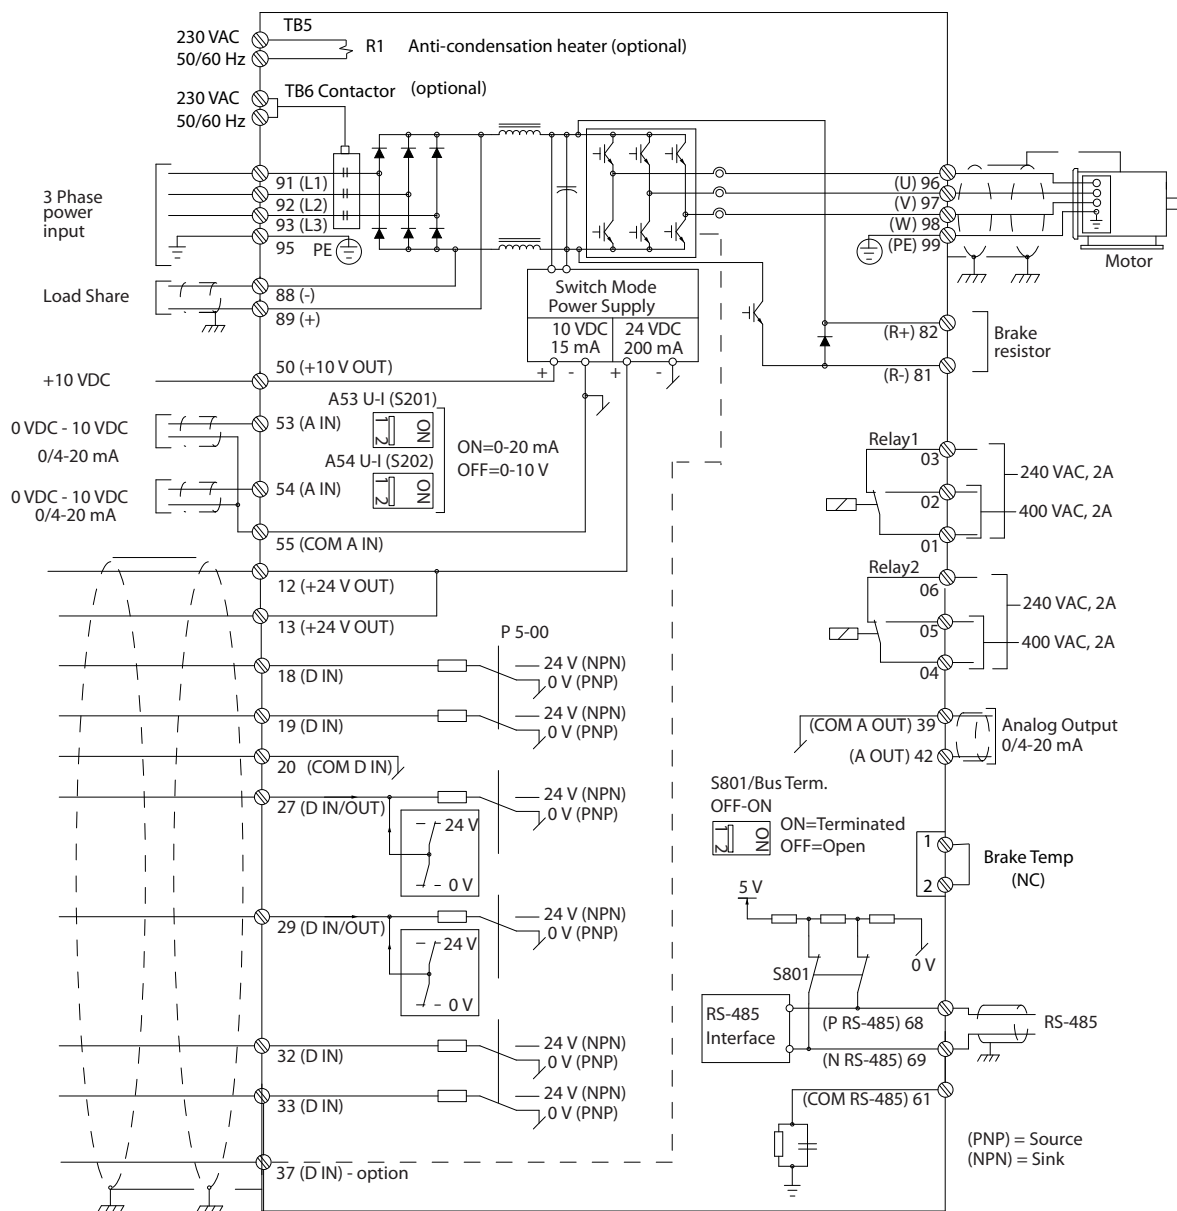 TB5
230 VAC
50/60 Hz
R1
Anti-condensation heater (optional)
TB6 Contactor
(optional)
230 VAC
50/60 Hz
3 Phase
power
input
91 (L1)
92 (L2)
93 (L3)
95
PE
Load Share
88 (-)
89 (+)
Switch Mode
Power Supply
10 VDC
15 mA
24 VDC
200 mA
+
-
+
-
(U) 96
(V) 97
(W) 98
(PE) 99
Motor
(R+) 82
(R-) 81
Brake
resistor
+10 VDC
50 (+10 V OUT)
0 VDC - 10 VDC
0/4-20 mA
53 (A IN)
A53 U-I (S201)
1 2
ON
ON=0-20 mA
OFF=0-10 V
A54 U-I (S202)
1 2
ON
0 VDC - 10 VDC
0/4-20 mA
54 (A IN)
55 (COM A IN)
12 (+24 V OUT)
13 (+24 V OUT)
P 5-00
18 (D IN)
24 V (NPN)
0 V (PNP)
19 (D IN)
24 V (NPN)
0 V (PNP)
20 (COM D IN)
27 (D IN/OUT)
24 V (NPN)
0 V (PNP)
24 V
0 V
29 (D IN/OUT)
24 V (NPN)
0 V (PNP)
24 V
0 V
32 (D IN)
24 V (NPN)
0 V (PNP)
33 (D IN)
24 V (NPN)
0 V (PNP)
37 (D IN) - option
Relay1
03
02
01
240 VAC, 2A
400 VAC, 2A
Relay2
06
05
04
240 VAC, 2A
400 VAC, 2A
(COM A OUT) 39
(A OUT) 42
Analog Output
0/4-20 mA
S801/Bus Term.
OFF-ON
1 2
ON
ON=Terminated
OFF=Open
1
2
Brake Temp
(NC)
5 V
0 V
S801
RS-485
Interface
(P RS-485) 68
(N RS-485) 69
RS-485
(COM RS-485) 61
(PNP) = Source
(NPN) = Sink